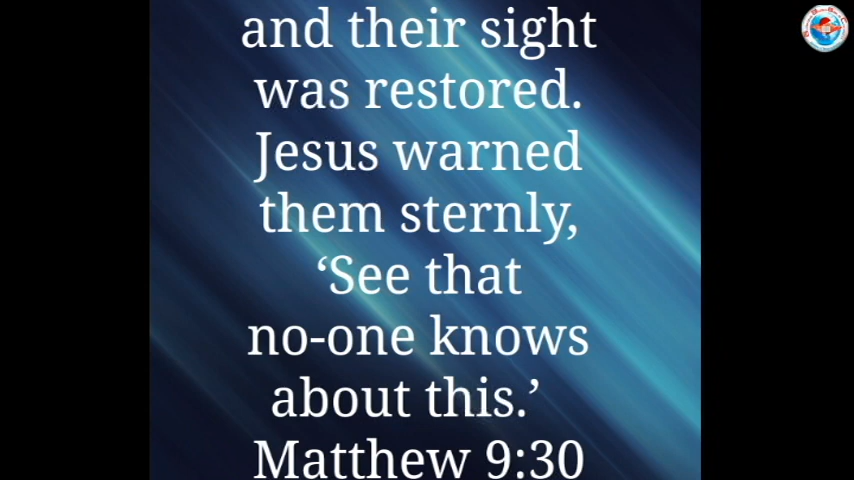 and their sight
was restored.
Jesus warned
them sternly,
‘See that
no-one knows
about this.’
Matthew 9:30